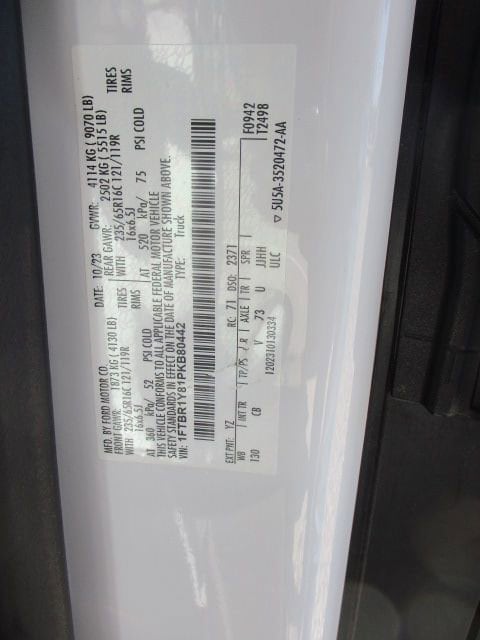 MFD. BY FORD MOTOR CO.
DATE: 10/23 GVWR: 4114 KG ( 9070 LB)
FRONT GAWR: 1873 KG ( 4130 LB) REAR GAWR: 2502 KG ( 5515 LB)
WITH 235/65R16C 121/119R TIRES WITH 235/65R16C 121/119R TIRES
16x6.5J RIMS 16x6.5J RIMS
AT 360 kPa/ 52 PSI COLD AT 520 kPa/ 75 PSI COLD
THIS VEHICLE CONFORMS TO ALL APPLICABLE FEDERAL MOTOR VEHICLE
SAFETY STANDARDS IN EFFECT ON THE DATE OF MANUFACTURE SHOWN ABOVE.
VIN: 1FTBR1Y81PKB80442 TYPE: Truck
F0942
T2498
EXT PNT: YZ RC: 71 DSO: 2371
WB INT TR TP/PS R AXLE TR SPR
130 CB V 73 U JJHH
ULC
120231013O334
▽ 5U5A-3520472-AA